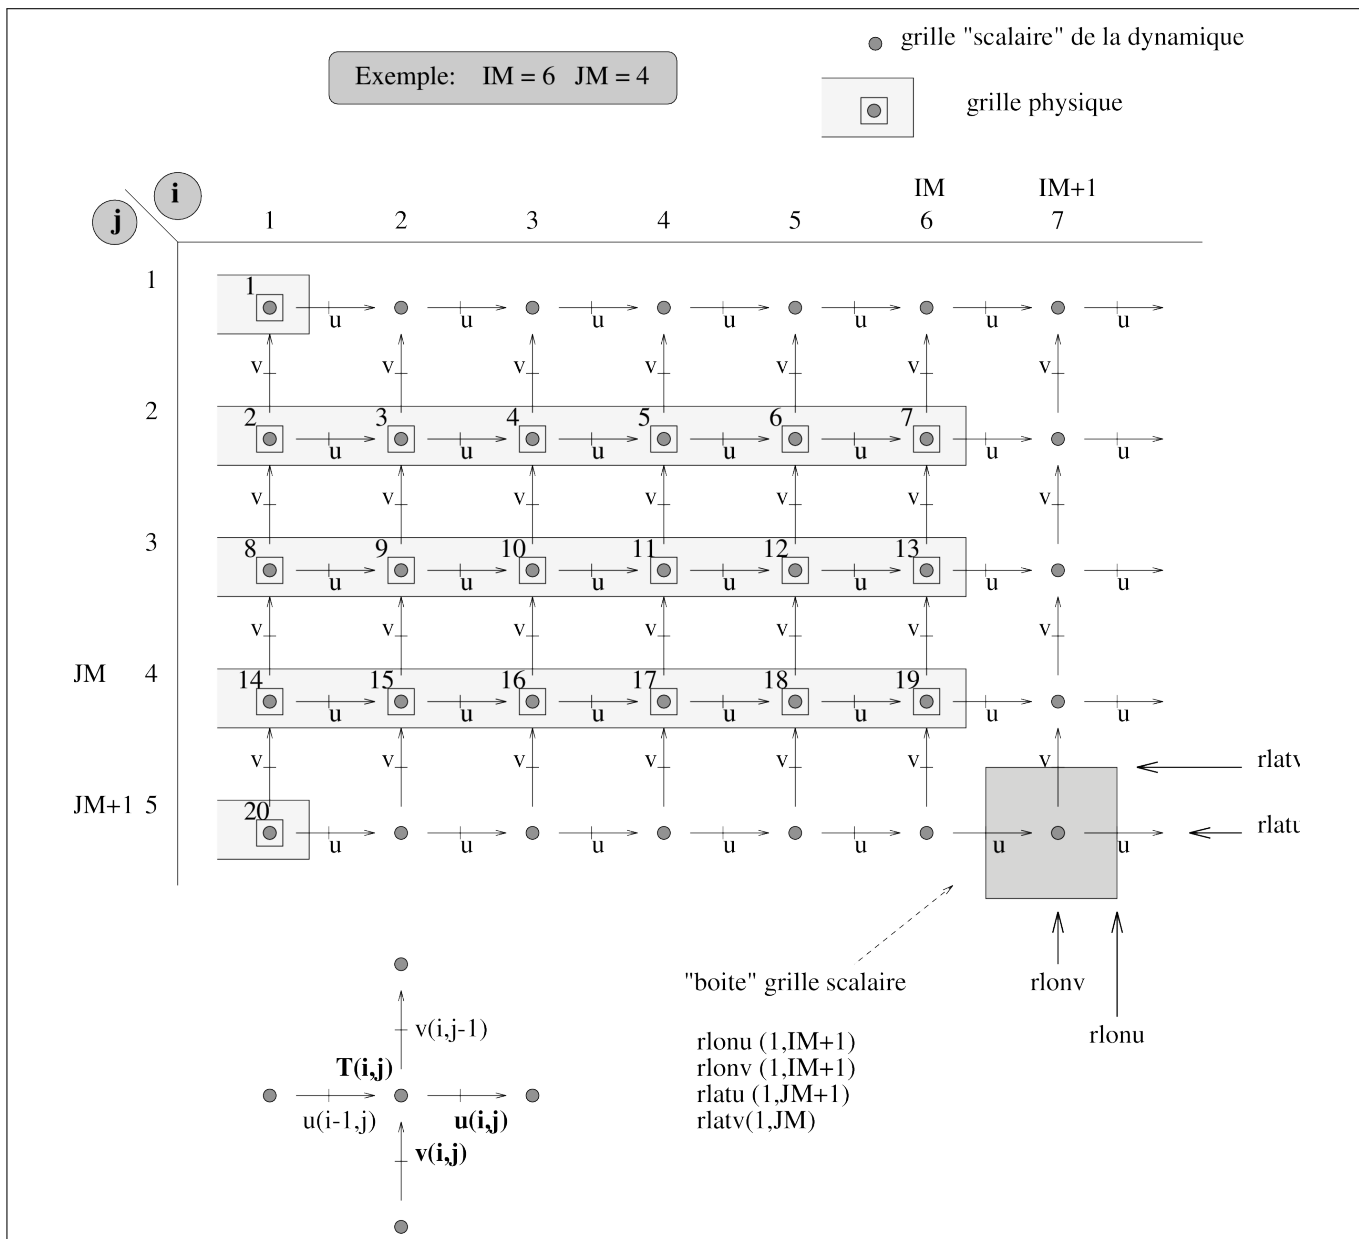 grille "scalaire" de la dynamique
Exemple: IM = 6 JM = 4
grille physique
i
j
IM IM+1
1 2 3 4 5 6 7
1
1
u u u u u u u
v v v v v v v
2
2 3 4 5 6 7
u u u u u u u
v v v v v v v
3
8 9 10 11 12 13
u u u u u u u
v v v v v v v
JM 4
14 15 16 17 18 19
u u u u u u u
v v v v v v v
rlatv
JM+1 5
20
rlatu
u u u u u u u
"boite" grille scalaire
rlonv
rlonu
v(i,j-1)
T(i,j)
u(i-1,j) u(i,j)
v(i,j)
rlonu (1,IM+1)
rlonv (1,IM+1)
rlatu (1,JM+1)
rlatv(1,JM)